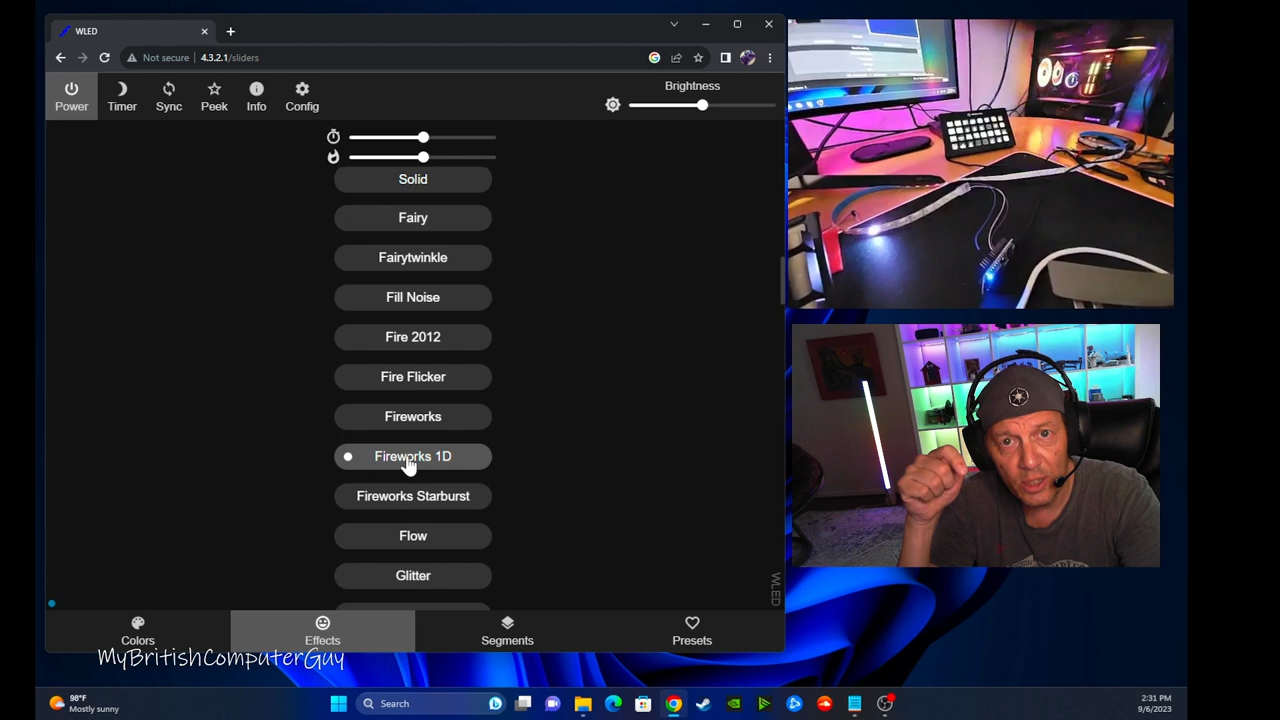 WLED
Not secure
4.3.2.1/sliders
Power
Timer
Sync
Peek
Info
Config
Brightness
Solid
Fairy
Fairytwinkle
Fill Noise
Fire 2012
Fire Flicker
Fireworks
Fireworks 1D
Fireworks Starburst
Flow
Glitter
WLED
Colors
Effects
Segments
Presets
MyBritishComputerGuy
98°F
Mostly sunny
Search
2:31 PM
9/6/2023